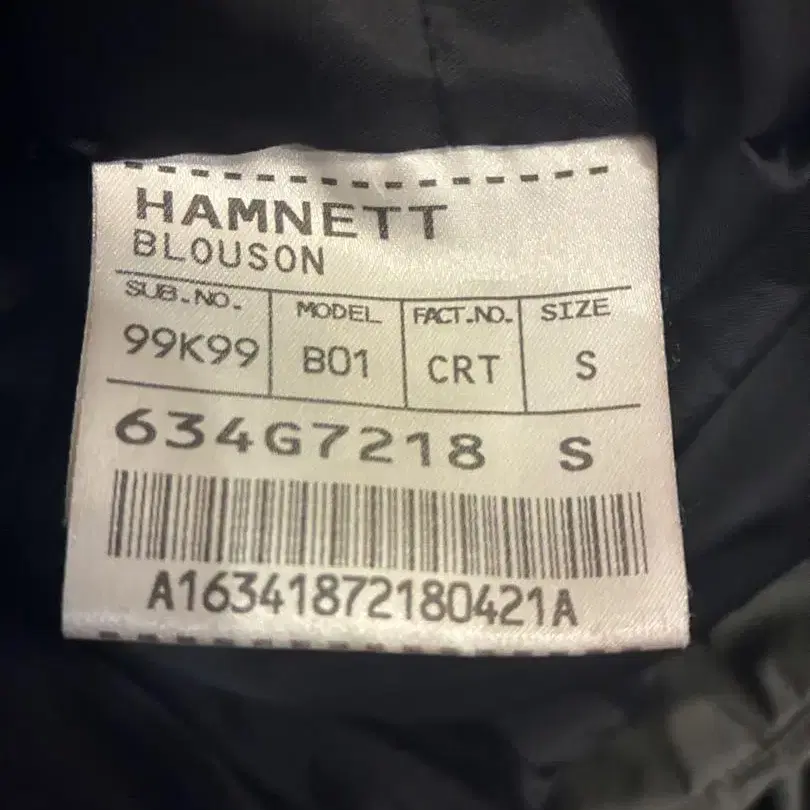 HAMNETT
BLOUSON
SUB.NO. MODEL FACT.NO. SIZE
99K99 B01 CRT S
634G7218 S
A16341872180421A